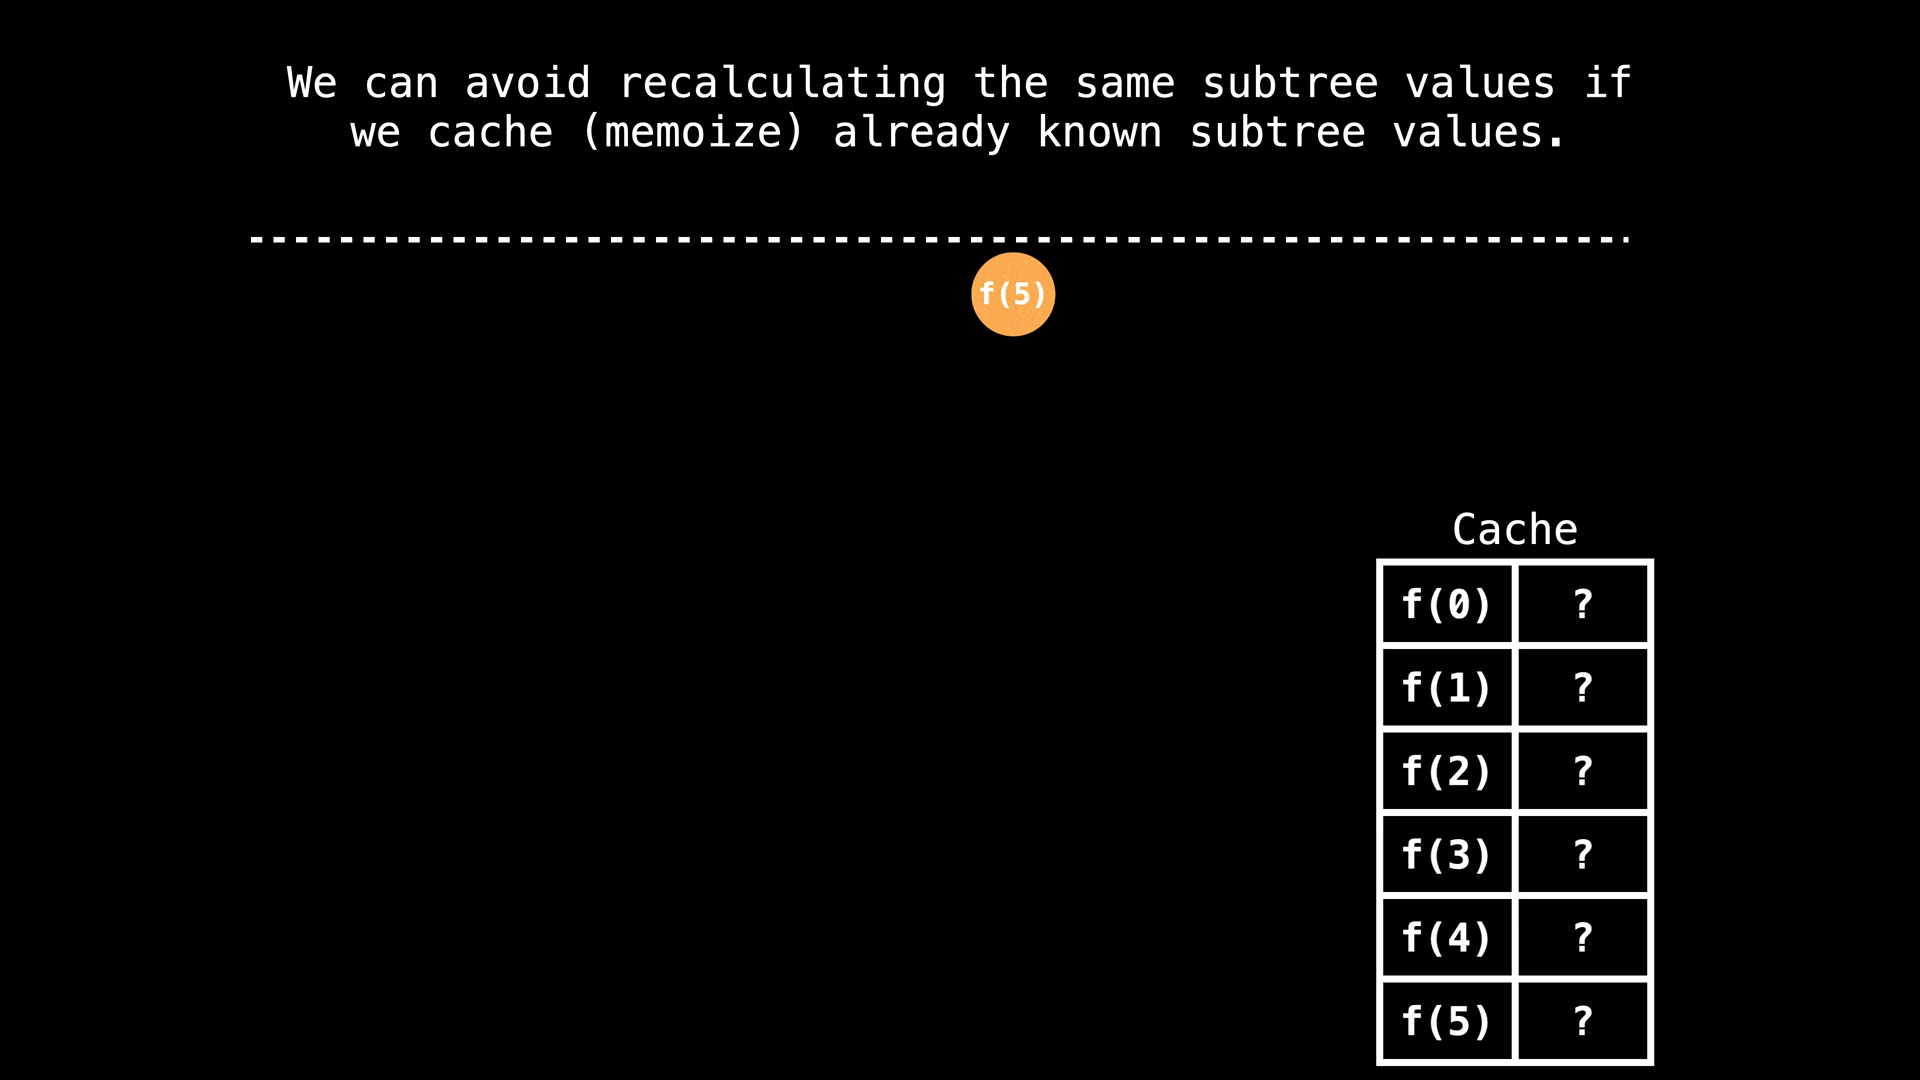 We can avoid recalculating the same subtree values if
we cache (memoize) already known subtree values.
f(5)
Cache
f(0) ?
f(1) ?
f(2) ?
f(3) ?
f(4) ?
f(5) ?